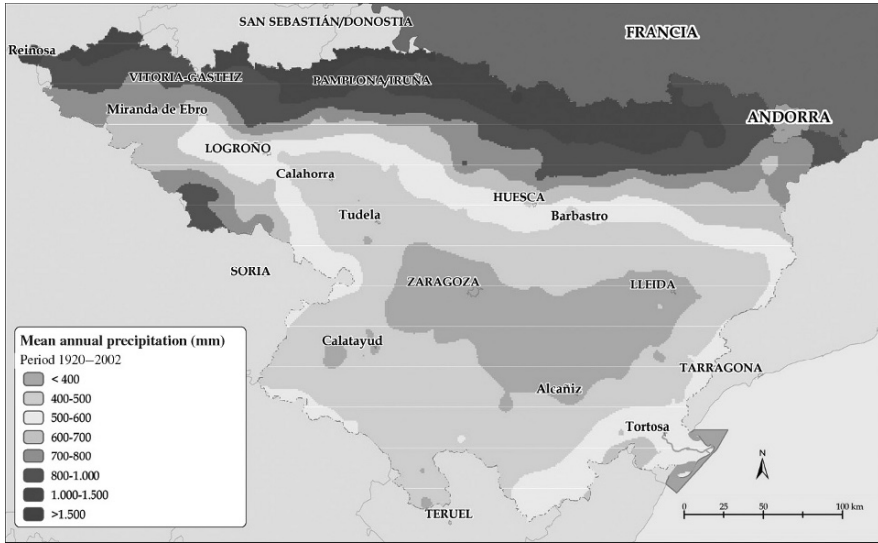 SAN SEBASTIÁN/DONOSTIA
FRANCIA
Reinosa
VITORIA-GASTEIZ
PAMPLONA/IRUÑA
Miranda de Ebro
ANDORRA
LOGROÑO
Calahorra
HUESCA
Tudela
Barbastro
SORIA
ZARAGOZA
LLEIDA
Mean annual precipitation (mm)
Period 1920–2002
< 400
400-500
500-600
600-700
700-800
800-1.000
1.000-1.500
>1.500
Calatayud
TARRAGONA
Alcañiz
Tortosa
TERUEL
N
0 25 50 100 km